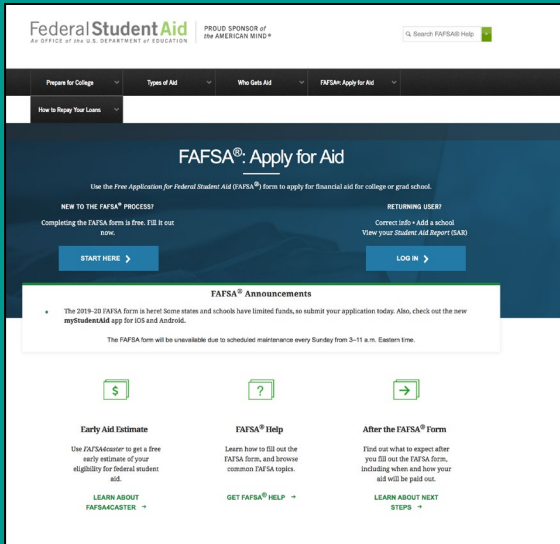 Federal Student Aid
An OFFICE of the U.S. DEPARTMENT of EDUCATION
PROUD SPONSOR of
the AMERICAN MIND®
Search FAFSA® Help
Prepare for College
Types of Aid
Who Gets Aid
FAFSA®: Apply for Aid
How to Repay Your Loans
FAFSA®: Apply for Aid
Use the Free Application for Federal Student Aid (FAFSA®) form to apply for financial aid for college or grad school.
NEW TO THE FAFSA® PROCESS?
Completing the FAFSA form is free. Fill it out
now.
START HERE ❯
RETURNING USER?
Correct info • Add a school
View your Student Aid Report (SAR)
LOG IN ❯
FAFSA® Announcements
• The 2019–20 FAFSA form is here! Some states and schools have limited funds, so submit your application today. Also, check out the new
myStudentAid app for iOS and Android.
The FAFSA form will be unavailable due to scheduled maintenance every Sunday from 3–11 a.m. Eastern time.
$
Early Aid Estimate
Use FAFSA4caster to get a free
early estimate of your
eligibility for federal student
aid.
LEARN ABOUT
FAFSA4CASTER →
?
FAFSA® Help
Learn how to fill out the
FAFSA form, and browse
common FAFSA topics.
GET FAFSA® HELP →
→
After the FAFSA® Form
Find out what to expect after
you fill out the FAFSA form,
including when and how your
aid will be paid out.
LEARN ABOUT NEXT
STEPS →